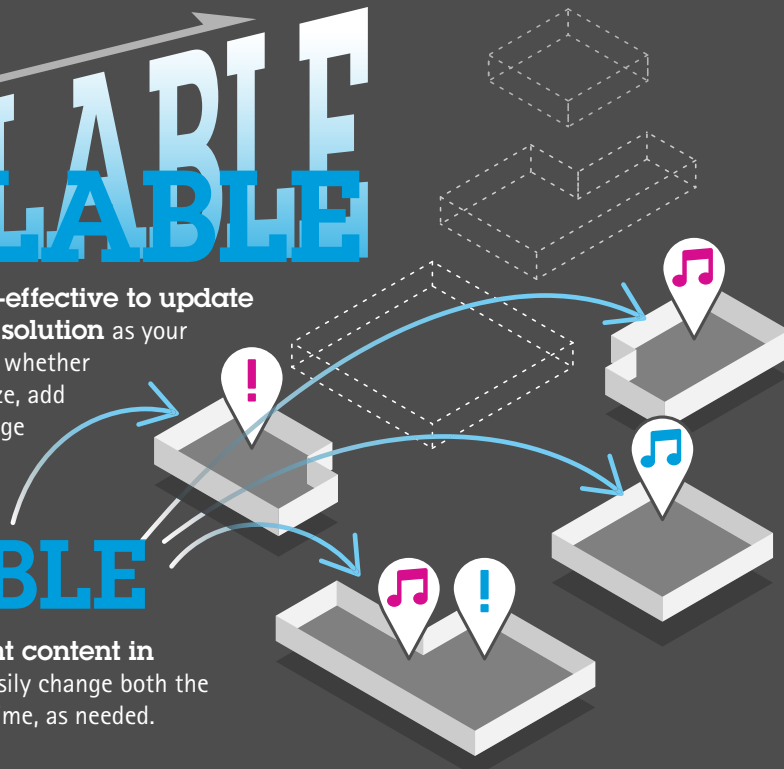 LABLE
LABLE
-effective to update
solution as your
whether
ze, add
ge
BLE
nt content in
sily change both the
me, as needed.